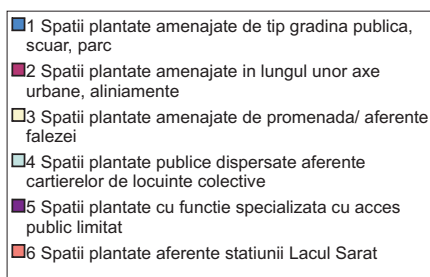 1 Spatii plantate amenajate de tip gradina publica,
scuar, parc
2 Spatii plantate amenajate in lungul unor axe
urbane, aliniamente
3 Spatii plantate amenajate de promenada/ aferente
falezei
4 Spatii plantate publice dispersate aferente
cartierelor de locuinte colective
5 Spatii plantate cu functie specializata cu acces
public limitat
6 Spatii plantate aferente statiunii Lacul Sarat